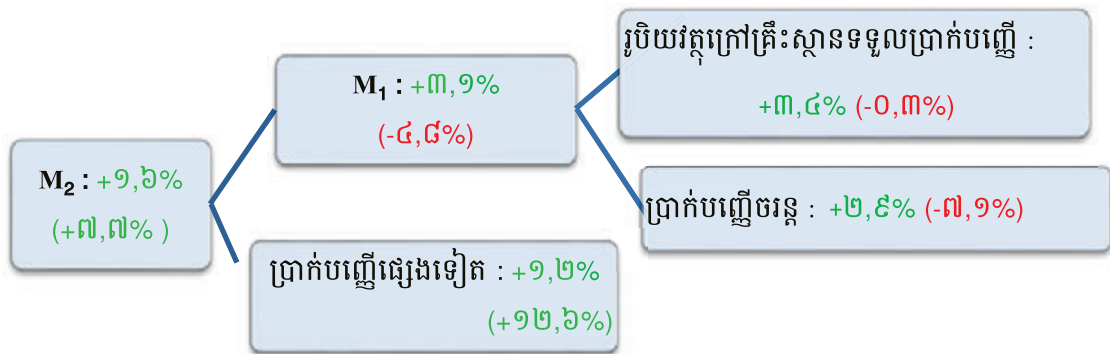 M₂ : +១,៦%
(+៧,៧% )
M₁ : +៣,១%
(-៤,៨%)
ប្រាក់បញ្ញើផ្សេងទៀត : +១,២%
(+១២,៦%)
រូបិយវត្ថុក្រៅគ្រឹះស្ថានទទួលប្រាក់បញ្ញើ :
+៣,៤% (-០,៣%)
ប្រាក់បញ្ញើចរន្ត : +២,៩% (-៧,១%)